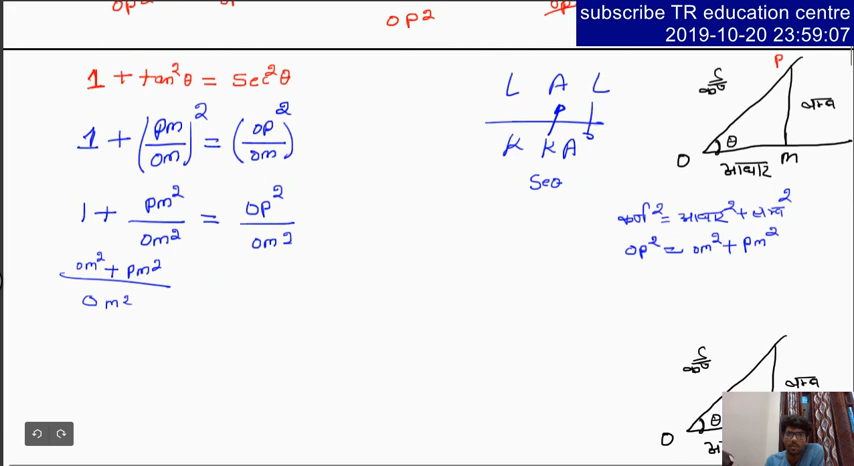 subscribe TR education centre
2019-10-20 23:59:07
OP2
1 + tan²θ = Sec²θ
1 + (pm/om)² = (op/om)²
1 + pm²/om² = op²/om²
om² + pm²/om²
L A L
K K A
Seθ
P
कर्ण
लम्ब
θ
O आधार M
कर्ण² = आधार² + लम्ब²
op² = om² + pm²
कर्ण
लम्ब
θ
O